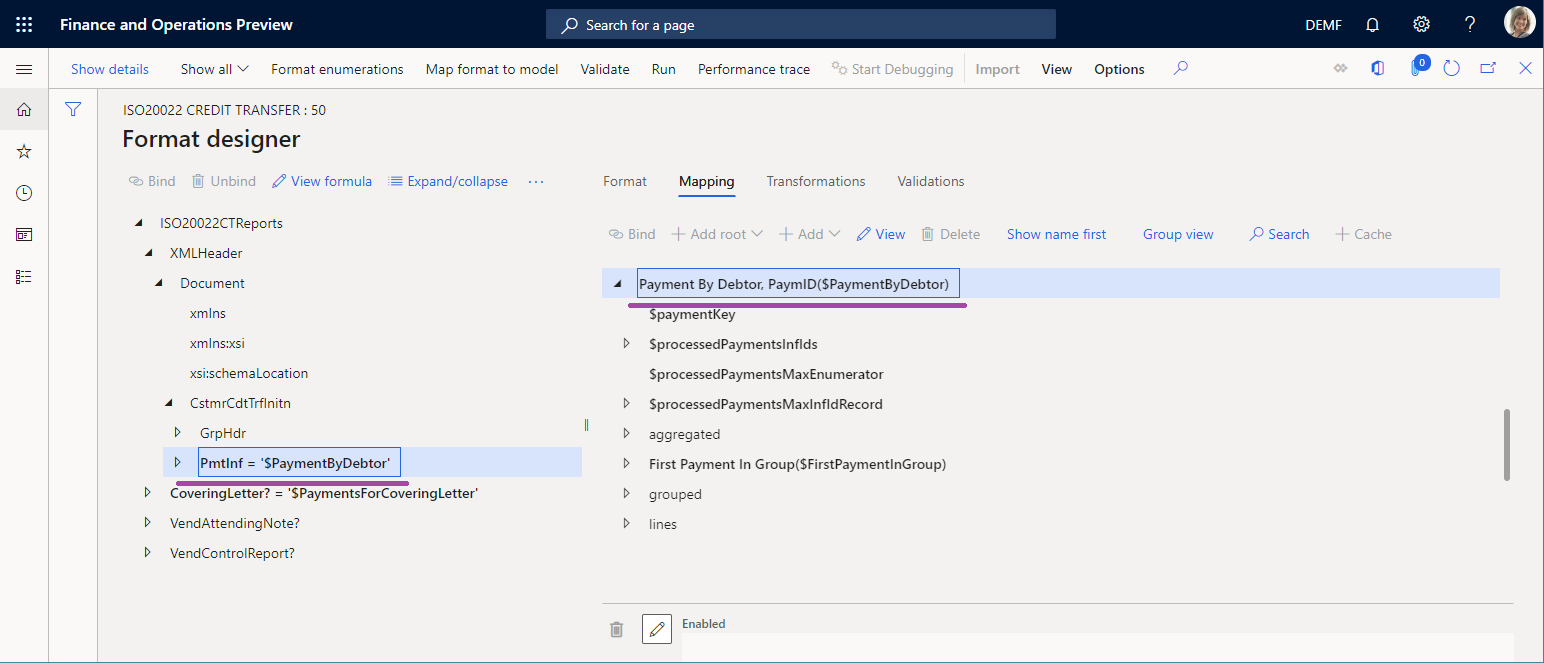 Finance and Operations Preview
Search for a page
DEMF
?
Show details
Show all
Format enumerations
Map format to model
Validate
Run
Performance trace
Start Debugging
Import
View
Options
0
ISO20022 CREDIT TRANSFER : 50
Format designer
Bind
Unbind
View formula
Expand/collapse
...
ISO20022CTReports
XMLHeader
Document
xmlns
xmlns:xsi
xsi:schemaLocation
CstmrCdtTrfInitn
GrpHdr
PmtInf = '$PaymentByDebtor'
CoveringLetter? = '$PaymentsForCoveringLetter'
VendAttendingNote?
VendControlReport?
Format
Mapping
Transformations
Validations
Bind
Add root
Add
View
Delete
Show name first
Group view
Search
Cache
Payment By Debtor, PaymID($PaymentByDebtor)
$paymentKey
$processedPaymentsInfIds
$processedPaymentsMaxEnumerator
$processedPaymentsMaxInfIdRecord
aggregated
First Payment In Group($FirstPaymentInGroup)
grouped
lines
Enabled